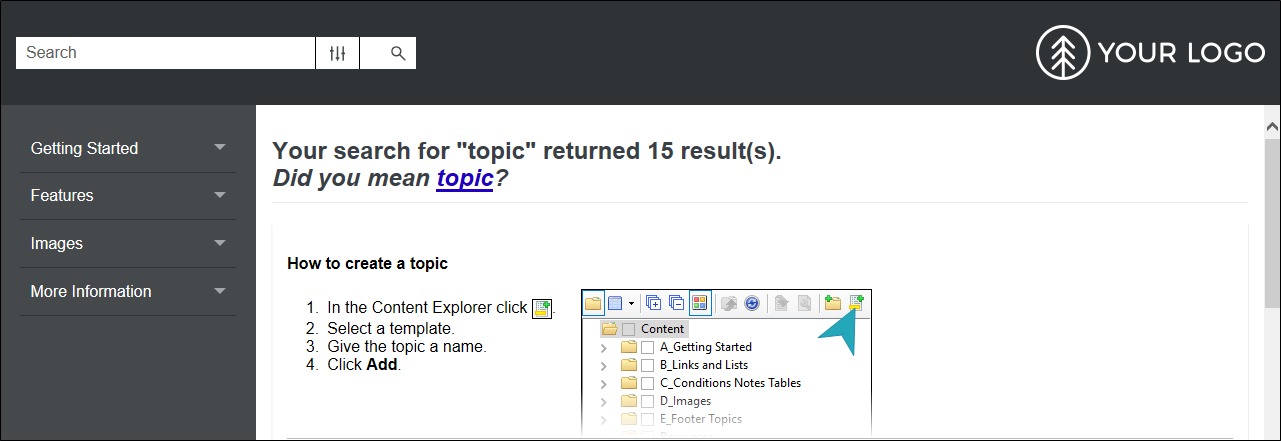 Search
YOUR LOGO
Getting Started
Features
Images
More Information
Your search for "topic" returned 15 result(s).
Did you mean topic?
How to create a topic
1. In the Content Explorer click .
2. Select a template.
3. Give the topic a name.
4. Click Add.
Content
A_Getting Started
B_Links and Lists
C_Conditions Notes Tables
D_Images
E_Footer Topics